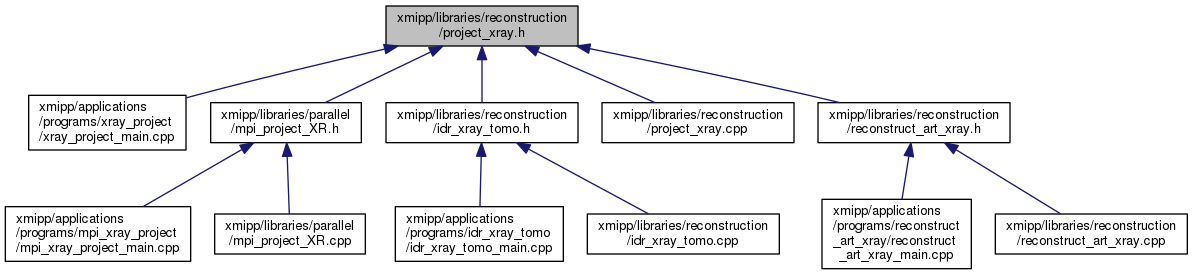 xmipp/libraries/reconstruction
/project_xray.h
xmipp/applications
/programs/xray_project
/xray_project_main.cpp
xmipp/libraries/parallel
/mpi_project_XR.h
xmipp/libraries/reconstruction
/idr_xray_tomo.h
xmipp/libraries/reconstruction
/project_xray.cpp
xmipp/libraries/reconstruction
/reconstruct_art_xray.h
xmipp/applications
/programs/mpi_xray_project
/mpi_xray_project_main.cpp
xmipp/libraries/parallel
/mpi_project_XR.cpp
xmipp/applications
/programs/idr_xray_tomo
/idr_xray_tomo_main.cpp
xmipp/libraries/reconstruction
/idr_xray_tomo.cpp
xmipp/applications
/programs/reconstruct
_art_xray/reconstruct
_art_xray_main.cpp
xmipp/libraries/reconstruction
/reconstruct_art_xray.cpp